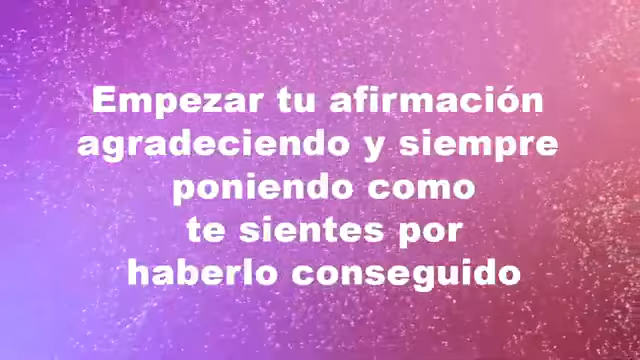 Empezar tu afirmación
agradeciendo y siempre
poniendo como
te sientes por
haberlo conseguido